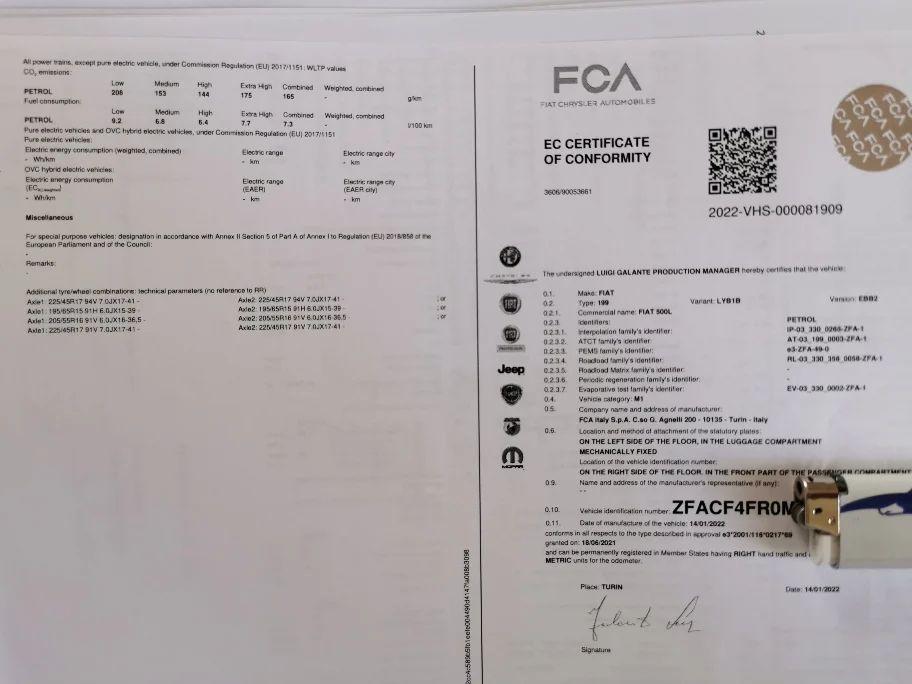 All power trains, except pure electric vehicle, under Commission Regulation (EU) 2017/1151: WLTP values
CO2 emissions:
Low Medium High Extra High Combined Weighted, combined
PETROL 208 153 144 175 165 - g/km
Fuel consumption:
Low Medium High Extra High Combined Weighted, combined
PETROL 9.2 6.8 6.4 7.7 7.3 - l/100 km
Pure electric vehicles and OVC hybrid electric vehicles, under Commission Regulation (EU) 2017/1151
Pure electric vehicles:
Electric energy consumption (weighted, combined) Electric range Electric range city
- Wh/km - km - km
OVC hybrid electric vehicles:
Electric energy consumption Electric range Electric range city
(EAER) (EAER city)
- Wh/km - km - km
Miscellaneous
For special purpose vehicles: designation in accordance with Annex II Section 5 of Part A of Annex I to Regulation (EU) 2018/858 of the
European Parliament and of the Council:
-
Remarks:
-
Additional tyre/wheel combinations: technical parameters (no reference to RR)
Axle1: 225/45R17 94V 7.0JX17-41 - Axle2: 225/45R17 94V 7.0JX17-41 - ; or
Axle1: 195/65R15 91H 6.0JX15-39 - Axle2: 195/65R15 91H 6.0JX15-39 - ; or
Axle1: 205/55R16 91V 6.0JX16-36,5 - Axle2: 205/55R16 91V 6.0JX16-36,5 - ; or
Axle1: 225/45R17 91V 7.0JX17-41 - Axle2: 225/45R17 91V 7.0JX17-41 -
2
FCA
FIAT CHRYSLER AUTOMOBILES
EC CERTIFICATE
OF CONFORMITY
3606/90053661
2022-VHS-000081909
FCA FCA FCA
The undersigned LUIGI GALANTE PRODUCTION MANAGER hereby certifies that the vehicle:
0.1. Make: FIAT
0.2. Type: 199 Variant: LYB1B Version: EBB2
0.2.1. Commercial name: FIAT 500L
0.2.3. Identifiers: PETROL
0.2.3.1. Interpolation family's identifier: IP-03_330_0268-ZFA-1
0.2.3.2. ATCT family's identifier: AT-03_199_0003-ZFA-1
0.2.3.3. PEMS family's identifier: e3-ZFA-49-0
0.2.3.4. Roadload family's identifier: RL-03_330_356_0058-ZFA-1
0.2.3.5. Roadload Matrix family's identifier: -
0.2.3.6. Periodic regeneration family's identifier: -
0.2.3.7. Evaporative test family's identifier: EV-03_330_0002-ZFA-1
0.4. Vehicle category: M1
0.5. Company name and address of manufacturer:
FCA Italy S.p.A. C.so G. Agnelli 200 - 10135 - Turin - Italy
0.6. Location and method of attachment of the statutory plates:
ON THE LEFT SIDE OF THE FLOOR, IN THE LUGGAGE COMPARTMENT
MECHANICALLY FIXED
Location of the vehicle identification number:
ON THE RIGHT SIDE OF THE FLOOR, IN THE FRONT PART OF THE PASSENGER COMPARTMENT
0.9. Name and address of the manufacturer's representative (if any):
- -
0.10. Vehicle identification number: ZFACF4FR0M
0.11. Date of manufacture of the vehicle: 14/01/2022
conforms in all respects to the type described in approval e3*2001/116*0217*69
granted on: 18/06/2021
and can be permanently registered in Member States having RIGHT hand traffic and
METRIC units for the odometer.
Place: TURIN Date: 14/01/2022
Signature
FIAT
Jeep
MOPAR